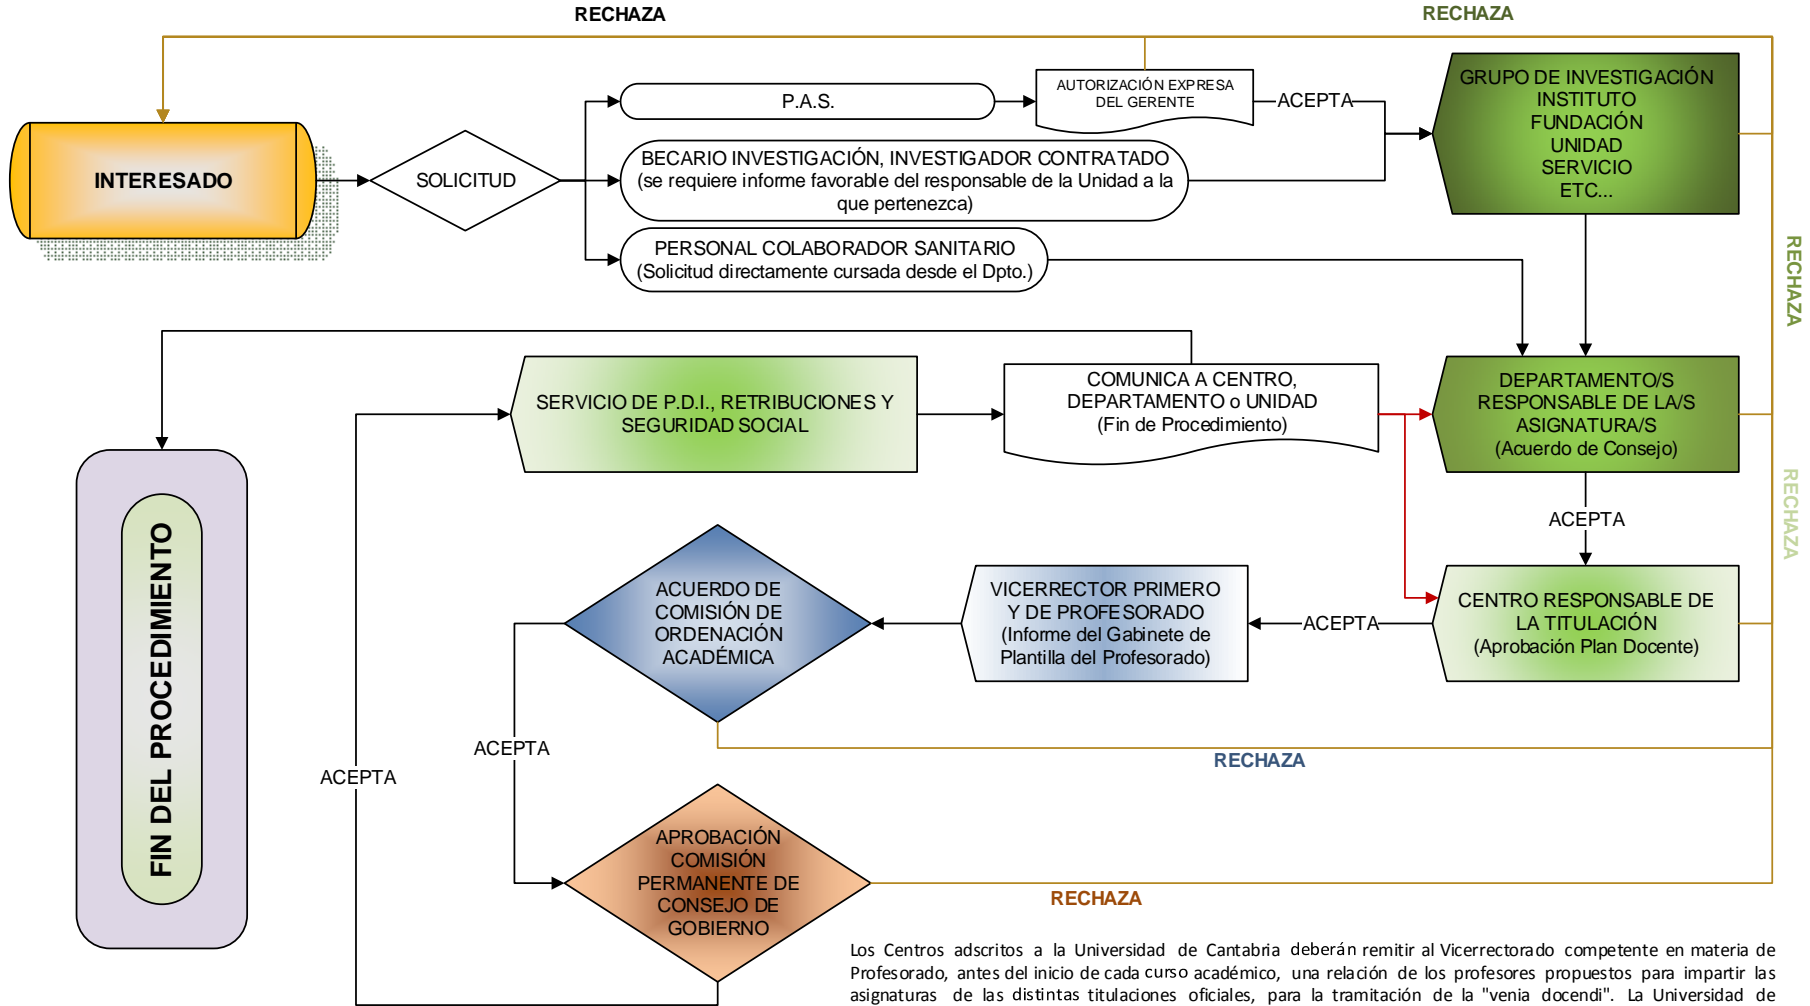 RECHAZA
RECHAZA
P.A.S.
AUTORIZACIÓN EXPRESA
DEL GERENTE
ACEPTA
GRUPO DE INVESTIGACIÓN
INSTITUTO
FUNDACIÓN
UNIDAD
SERVICIO
ETC...
INTERESADO
SOLICITUD
BECARIO INVESTIGACIÓN, INVESTIGADOR CONTRATADO
(se requiere informe favorable del responsable de la Unidad a la
que pertenezca)
PERSONAL COLABORADOR SANITARIO
(Solicitud directamente cursada desde el Dpto.)
RECHAZA
SERVICIO DE P.D.I., RETRIBUCIONES Y
SEGURIDAD SOCIAL
COMUNICA A CENTRO,
DEPARTAMENTO o UNIDAD
(Fin de Procedimiento)
DEPARTAMENTO/S
RESPONSABLE DE LA/S
ASIGNATURA/S
(Acuerdo de Consejo)
RECHAZA
ACEPTA
FIN DEL PROCEDIMIENTO
ACUERDO DE
COMISIÓN DE
ORDENACIÓN
ACADÉMICA
VICERRECTOR PRIMERO
Y DE PROFESORADO
(Informe del Gabinete de
Plantilla del Profesorado)
ACEPTA
CENTRO RESPONSABLE DE
LA TITULACIÓN
(Aprobación Plan Docente)
ACEPTA
RECHAZA
ACEPTA
APROBACIÓN
COMISIÓN
PERMANENTE DE
CONSEJO DE
GOBIERNO
RECHAZA
Los Centros adscritos a la Universidad de Cantabria deberán remitir al Vicerrectorado competente en materia de
Profesorado, antes del inicio de cada curso académico, una relación de los profesores propuestos para impartir las
asignaturas de las distintas titulaciones oficiales, para la tramitación de la "venia docendi". La Universidad de